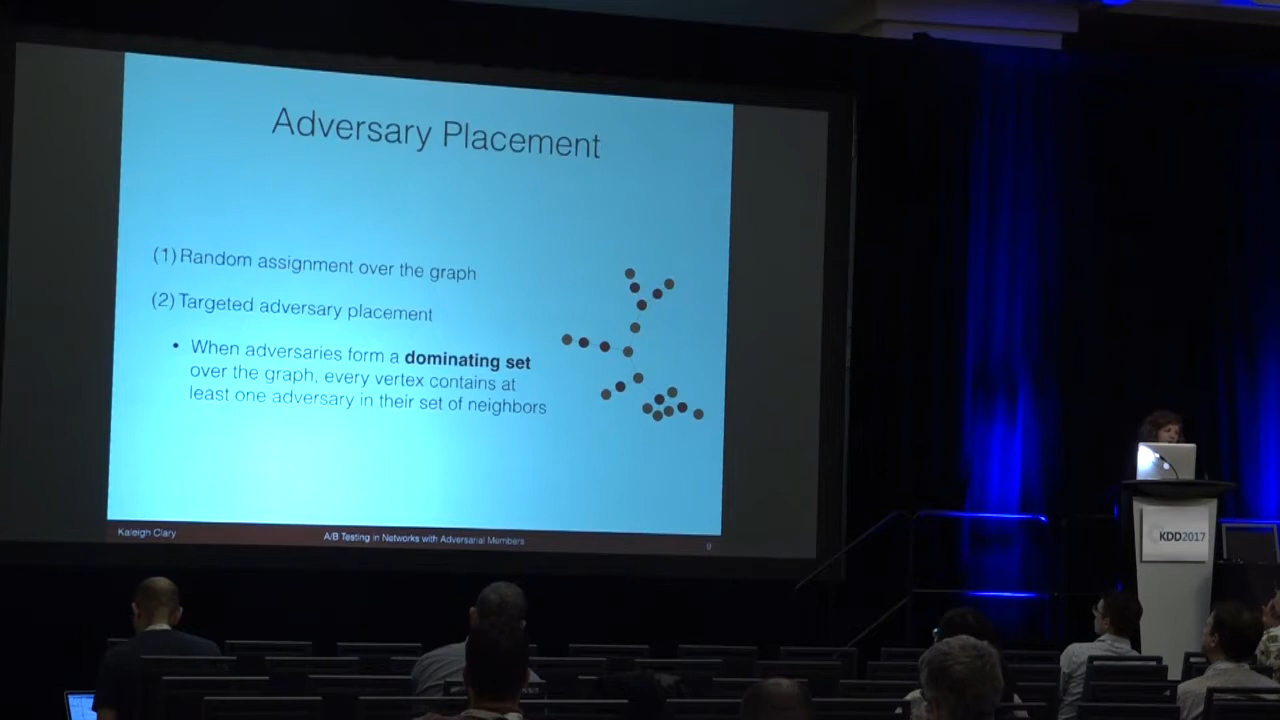 Adversary Placement
(1) Random assignment over the graph
(2) Targeted adversary placement
• When adversaries form a dominating set
over the graph, every vertex contains at
least one adversary in their set of neighbors
Kaleigh Clary
A/B Testing in Networks with Adversarial Members
9
KDD2017